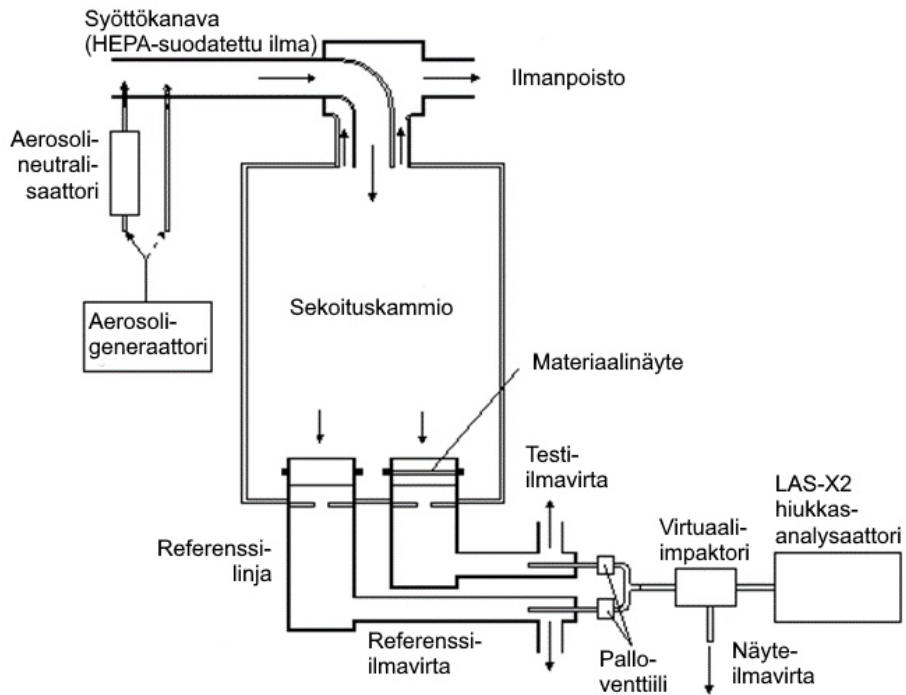 Syöttökanava
(HEPA-suodatettu ilma)
Ilmanpoisto
Aerosoli-
neutrali-
saattori
Sekoituskammio
Aerosoli-
generaattori
Materiaalinäyte
Testi-
ilmavirta
LAS-X2
hiukkas-
analysaattori
Virtuaali-
impaktori
Referenssi-
linja
Referenssi-
ilmavirta
Pallo-
venttiili
Näyte-
ilmavirta